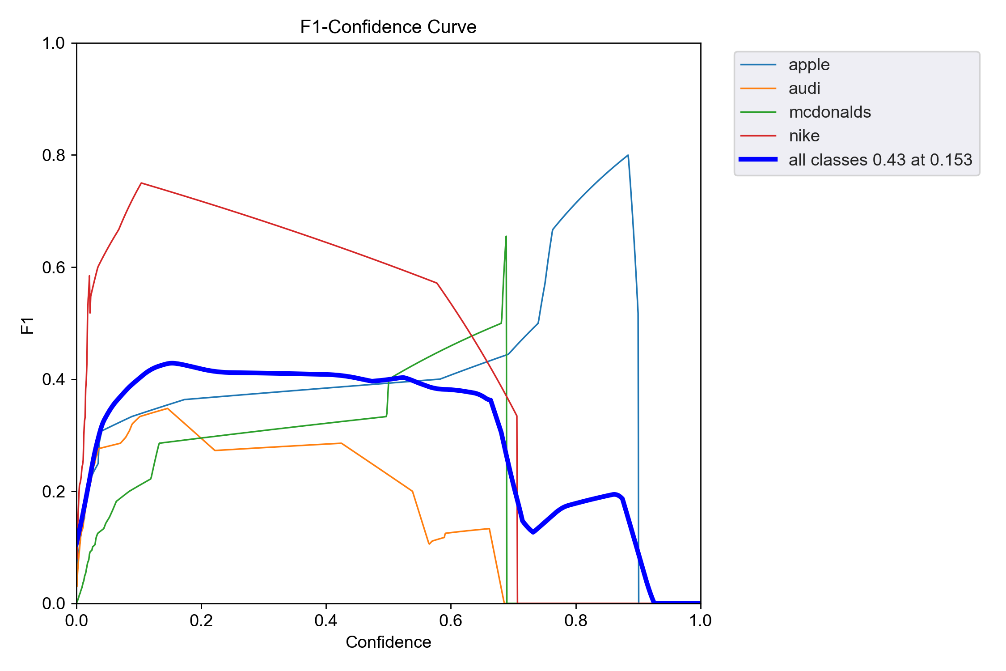 F1-Confidence Curve
1.0
0.8
0.6
0.4
0.2
0.0
F1
0.0 0.2 0.4 0.6 0.8 1.0
Confidence
apple
audi
mcdonalds
nike
all classes 0.43 at 0.153